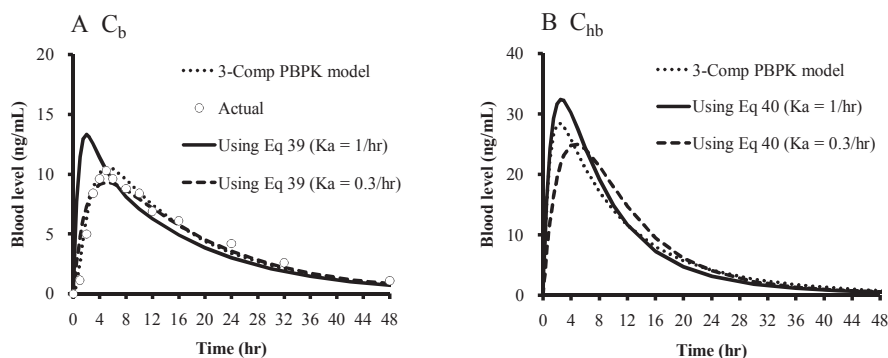 A C_b
Blood level (ng/mL)
20
15
10
5
0
3-Comp PBPK model
Actual
Using Eq 39 (Ka = 1/hr)
Using Eq 39 (Ka = 0.3/hr)
0 4 8 12 16 20 24 28 32 36 40 44 48
Time (hr)
B C_hb
Blood level (ng/mL)
40
30
20
10
0
3-Comp PBPK model
Using Eq 40 (Ka = 1/hr)
Using Eq 40 (Ka = 0.3/hr)
0 4 8 12 16 20 24 28 32 36 40 44 48
Time (hr)